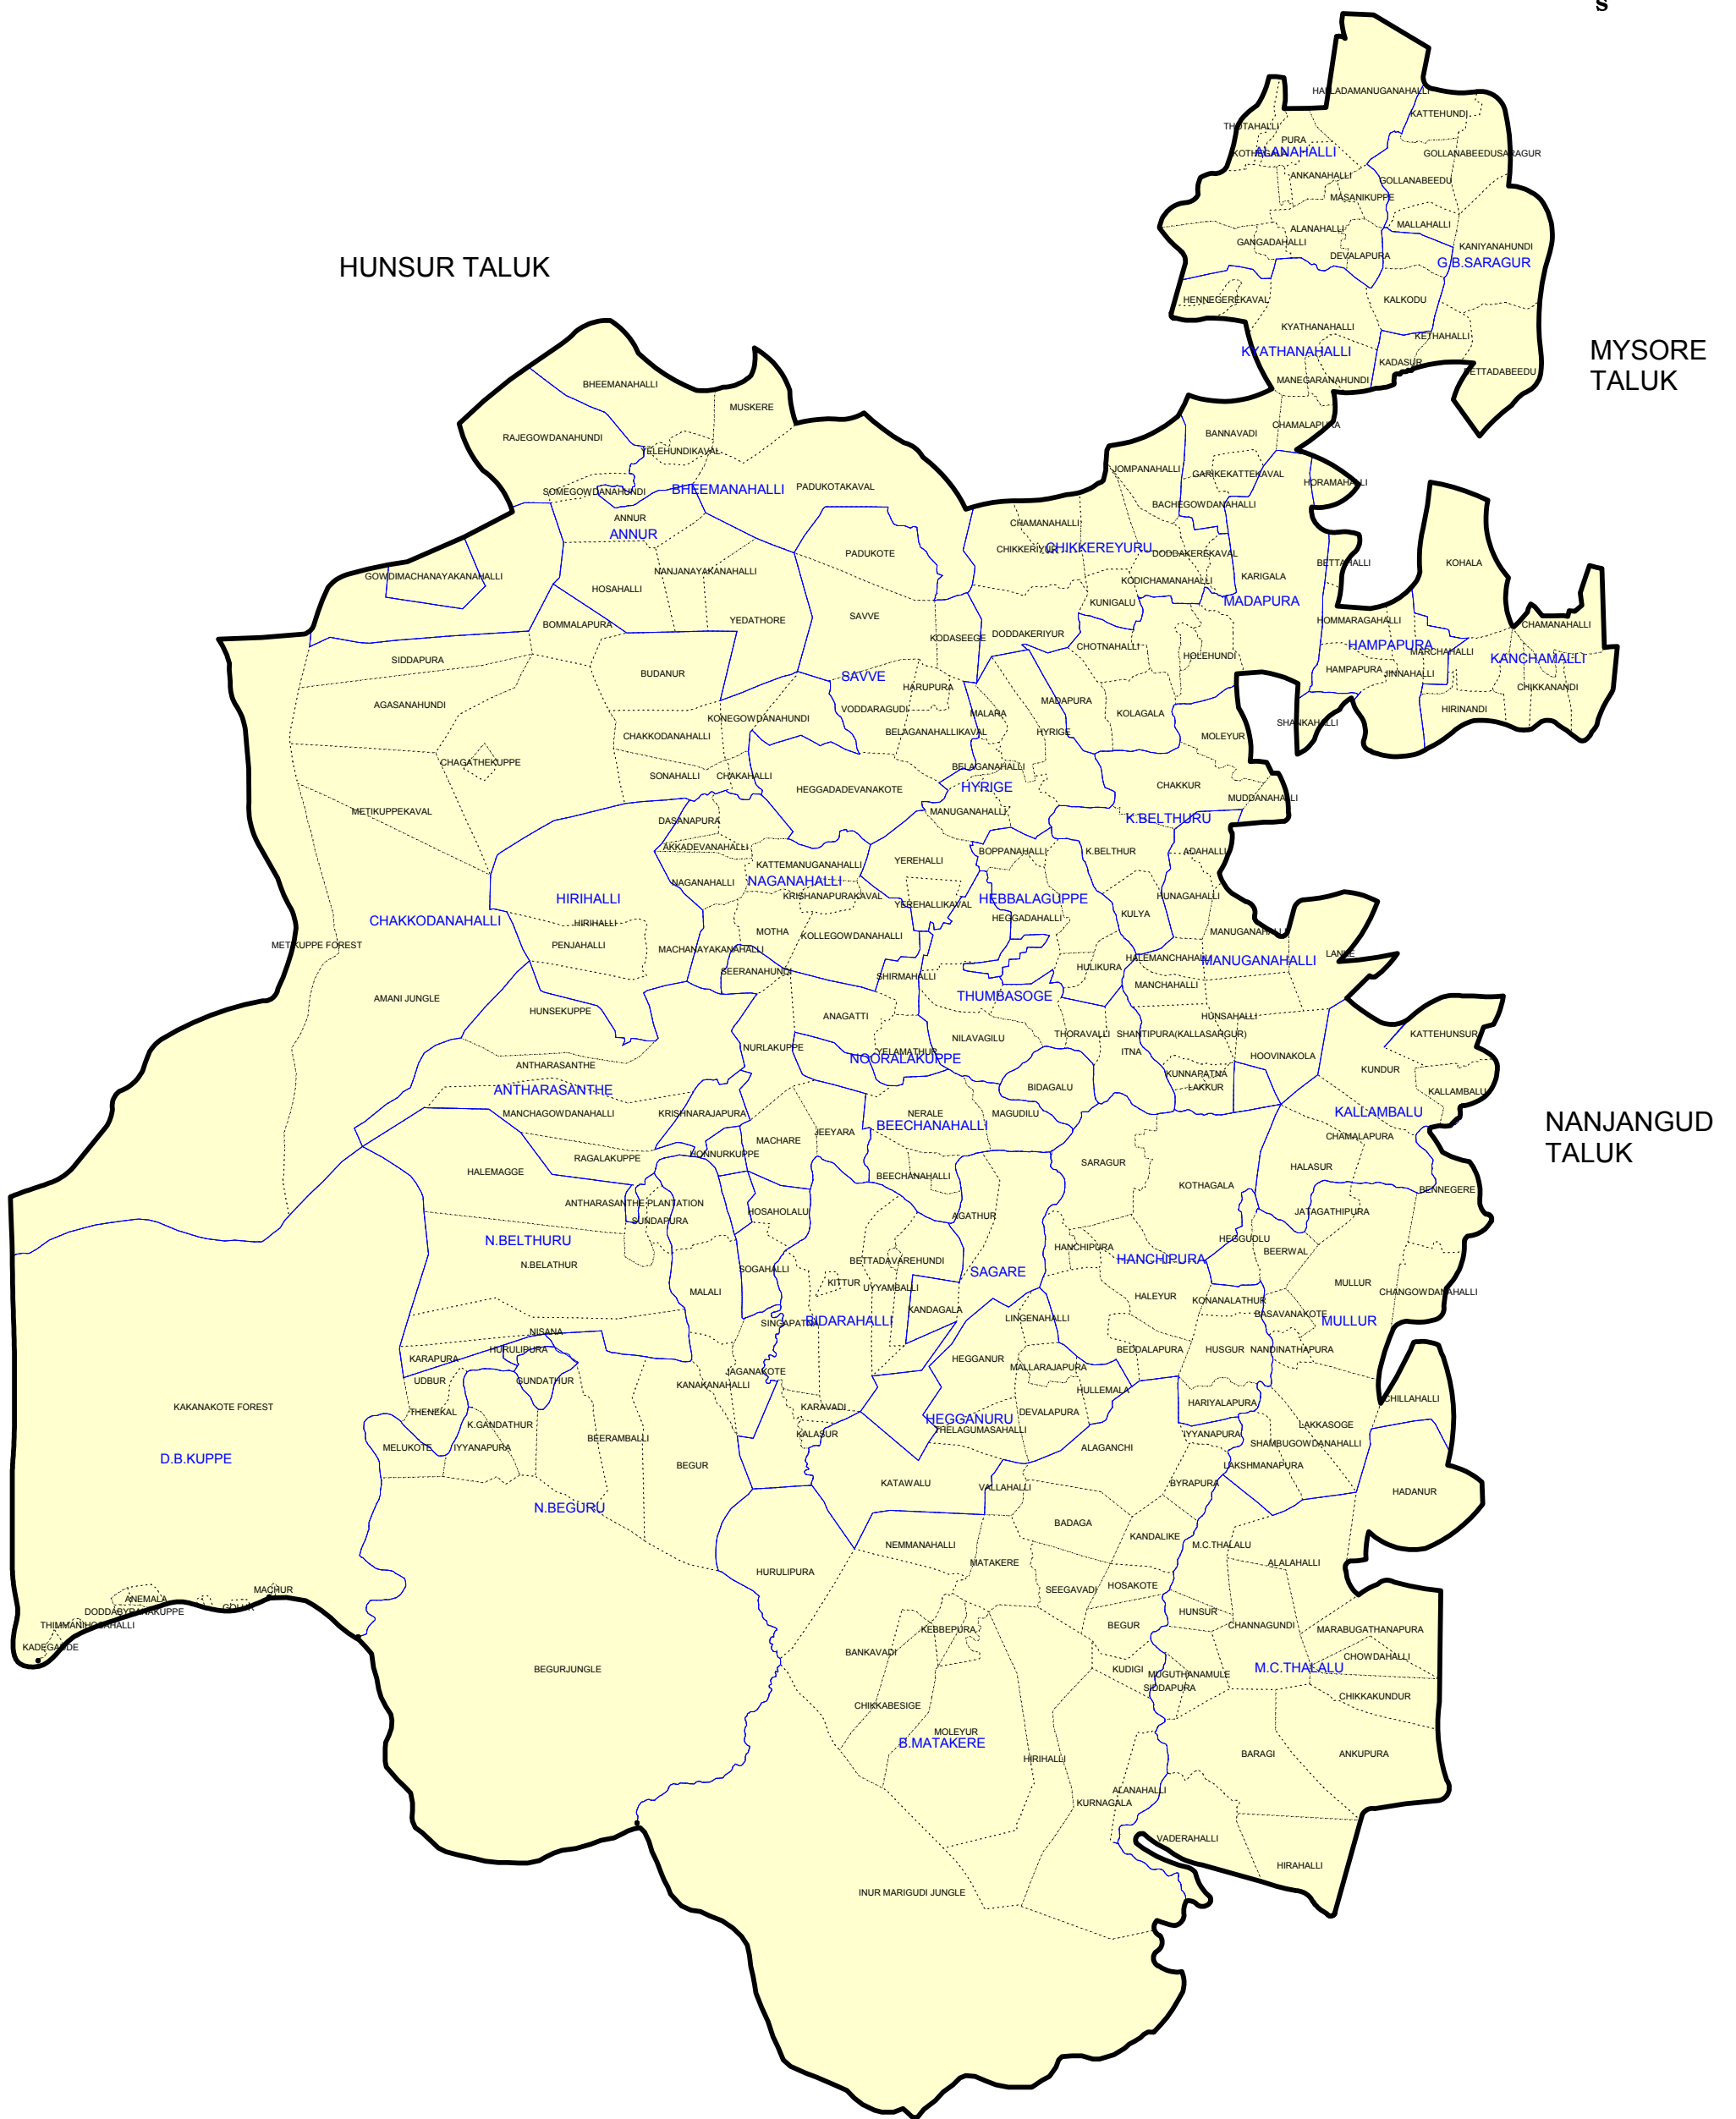 s
HUNSUR TALUK
MYSORE
TALUK
NANJANGUD
TALUK
HALLADAMANUGANAHALLI
KATTEHUNDI
THOTAHALLI
PURA
KOTHEGALA
ALANAHALLI
GOLLANABEEDUSARAGUR
ANKANAHALLI
GOLLANABEEDU
MASANIKUPPE
MALLAHALLI
ALANAHALLI
GANGADAHALLI
DEVALAPURA
KANIYANAHUNDI
G.B.SARAGUR
HENNEGEREKAVAL
KALKODU
KYATHANAHALLI
KETHAHALLI
KYATHANAHALLI
KADASUR
BETTADABEEDU
MANEGARANAHUNDI
CHAMALAPURA
BHEEMANAHALLI
MUSKERE
RAJEGOWDANAHUNDI
YELEHUNDIKAVAL
BANNAVADI
JOMPANAHALLI
GARIKEKATTEKAVAL
HORAMAHALLI
SOMEGOWDANAHUNDI
BHEEMANAHALLI
PADUKOTAKAVAL
BACHEGOWDANAHALLI
ANNUR
ANNUR
CHAMANAHALLI
CHIKKERIYUR
CHIKKEREYURU
DODDAKEREKAVAL
PADUKOTE
NANJANAYAKANAHALLI
GOWDIMACHANAYAKANAHALLI
HOSAHALLI
KODICHAMANAHALLI
KARIGALA
BETTAHALLI
KOHALA
KUNIGALU
MADAPURA
BOMMALAPURA
YEDATHORE
SAVVE
KODASEEGE
DODDAKERIYUR
CHOTNAHALLI
HOLEHUNDI
HOMMARAGAHALLI
HAMPAPURA
MARCHAHALLI
CHAMANAHALLI
KANCHAMALLI
HAMPAPURA
JINNAHALLI
CHIKKANANDI
HIRINANDI
SHANKAHALLI
SIDDAPURA
BUDANUR
SAVVE
HARUPURA
VODDARAGUDI
AGASANAHUNDI
KONEGOWDANAHUNDI
BELAGANAHALLIKAVAL
MALARA
MADAPURA
HYRIGE
KOLAGALA
MOLEYUR
CHAKKODANAHALLI
CHAGATHEKUPPE
SONAHALLI
CHAKAHALLI
BELAGANAHALLI
HEGGADADEVANAKOTE
HYRIGE
CHAKKUR
MUDDANAHALLI
METIKUPPEKAVAL
DASANAPURA
MANUGANAHALLI
K.BELTHURU
AKKADEVANAHALLI
KATTEMANUGANAHALLI
YEREHALLI
BOPPANAHALLI
K.BELTHUR
ADAHALLI
NAGANAHALLI
NAGANAHALLI
KRISHANAPURAKAVAL
HIRIHALLI
YEREHALLIKAVAL
HEBBALAGUPPE
HUNAGAHALLI
CHAKKODANAHALLI
HIRIHALLI
HEGGADAHALLI
KULYA
MOTHA
KOLLEGOWDANAHALLI
MANUGANAHALLI
METIKUPPE FOREST
PENJAHALLI
MACHANAYAKANAHALLI
HALEMANCHAHALLI
MANUGANAHALLI
LANKE
SEERANAHUNDI
SHIRMAHALLI
HULIKURA
MANCHAHALLI
AMANI JUNGLE
THUMBASOGE
HUNSEKUPPE
ANAGATTI
NILAVAGILU
THORAVALLI
SHANTIPURA(KALLASARGUR)
HUNSAHALLI
KATTEHUNSUR
NURLAKUPPE
YELAMATHUR
NOORALAKUPPE
ITNA
HOOVINAKOLA
KUNDUR
ANTHARASANTHE
KUNNAPATNA
LAKKUR
BIDAGALU
KALLAMBALU
ANTHARASANTHE
MANCHAGOWDANAHALLI
KRISHNARAJAPURA
NERALE
MAGUDILU
KALLAMBALU
BEECHANAHALLI
JEEYARA
MACHARE
CHAMALAPURA
RAGALAKUPPE
HONNURKUPPE
SARAGUR
HALASUR
HALEMAGGE
BEECHANAHALLI
KOTHAGALA
BENNEGERE
ANTHARASANTHE PLANTATION
SUNDAPURA
HOSAHOLALU
AGATHUR
JATAGATHIPURA
N.BELTHURU
HANCHIPURA
HEGGUDLU
BEERWAL
N.BELATHUR
SOGAHALLI
BETTADAVAREHUNDI
HANCHIPURA
SAGARE
KITTUR
UYYAMBALLI
MULLUR
CHANGOWDANAHALLI
MALALI
HALEYUR
KONANALATHUR
KANDAGALA
BASAVANAKOTE
SINGAPATNA
BIDARAHALLI
LINGENAHALLI
MULLUR
NISANA
HURULIPURA
BEDDALAPURA
HUSGUR
NANDINATHAPURA
KARAPURA
HEGGANUR
MALLARAJAPURA
UDBUR
GUNDATHUR
JAGANAKOTE
KANAKANAHALLI
HULLEMALA
HARIYALAPURA
CHILLAHALLI
KAKANAKOTE FOREST
THENEKAL
KARAVADI
DEVALAPURA
K.GANDATHUR
HEGGANURU
THELAGUMASAHALLI
LAKKASOGE
KALASUR
IYYANAPURA
BEERAMBALLI
SHAMBUGOWDANAHALLI
MELUKOTE
IYYANAPURA
ALAGANCHI
D.B.KUPPE
BEGUR
LAKSHMANAPURA
KATAWALU
VALLAHALLI
BYRAPURA
HADANUR
N.BEGURU
BADAGA
KANDALIKE
NEMMANAHALLI
M.C.THALALU
MATAKERE
ALALAHALLI
HURULIPURA
SEEGAVADI
HOSAKOTE
MACHUR
ANEMALA
GOLUR
DODDABYRANAKUPPE
THIMMANIHOSAHALLI
HUNSUR
BEGUR
CHANNAGUNDI
MARABUGATHANAPURA
KEBBEPURA
KADEGADDE
BANKAVADI
CHOWDAHALLI
BEGURJUNGLE
KUDIGI
MUGUTHANAMULE
M.C.THALALU
SIDDAPURA
CHIKKAKUNDUR
CHIKKABESIGE
MOLEYUR
B.MATAKERE
HIRIHALLI
BARAGI
ANKUPURA
ALANAHALLI
KURNAGALA
VADERAHALLI
HIRAHALLI
INUR MARIGUDI JUNGLE